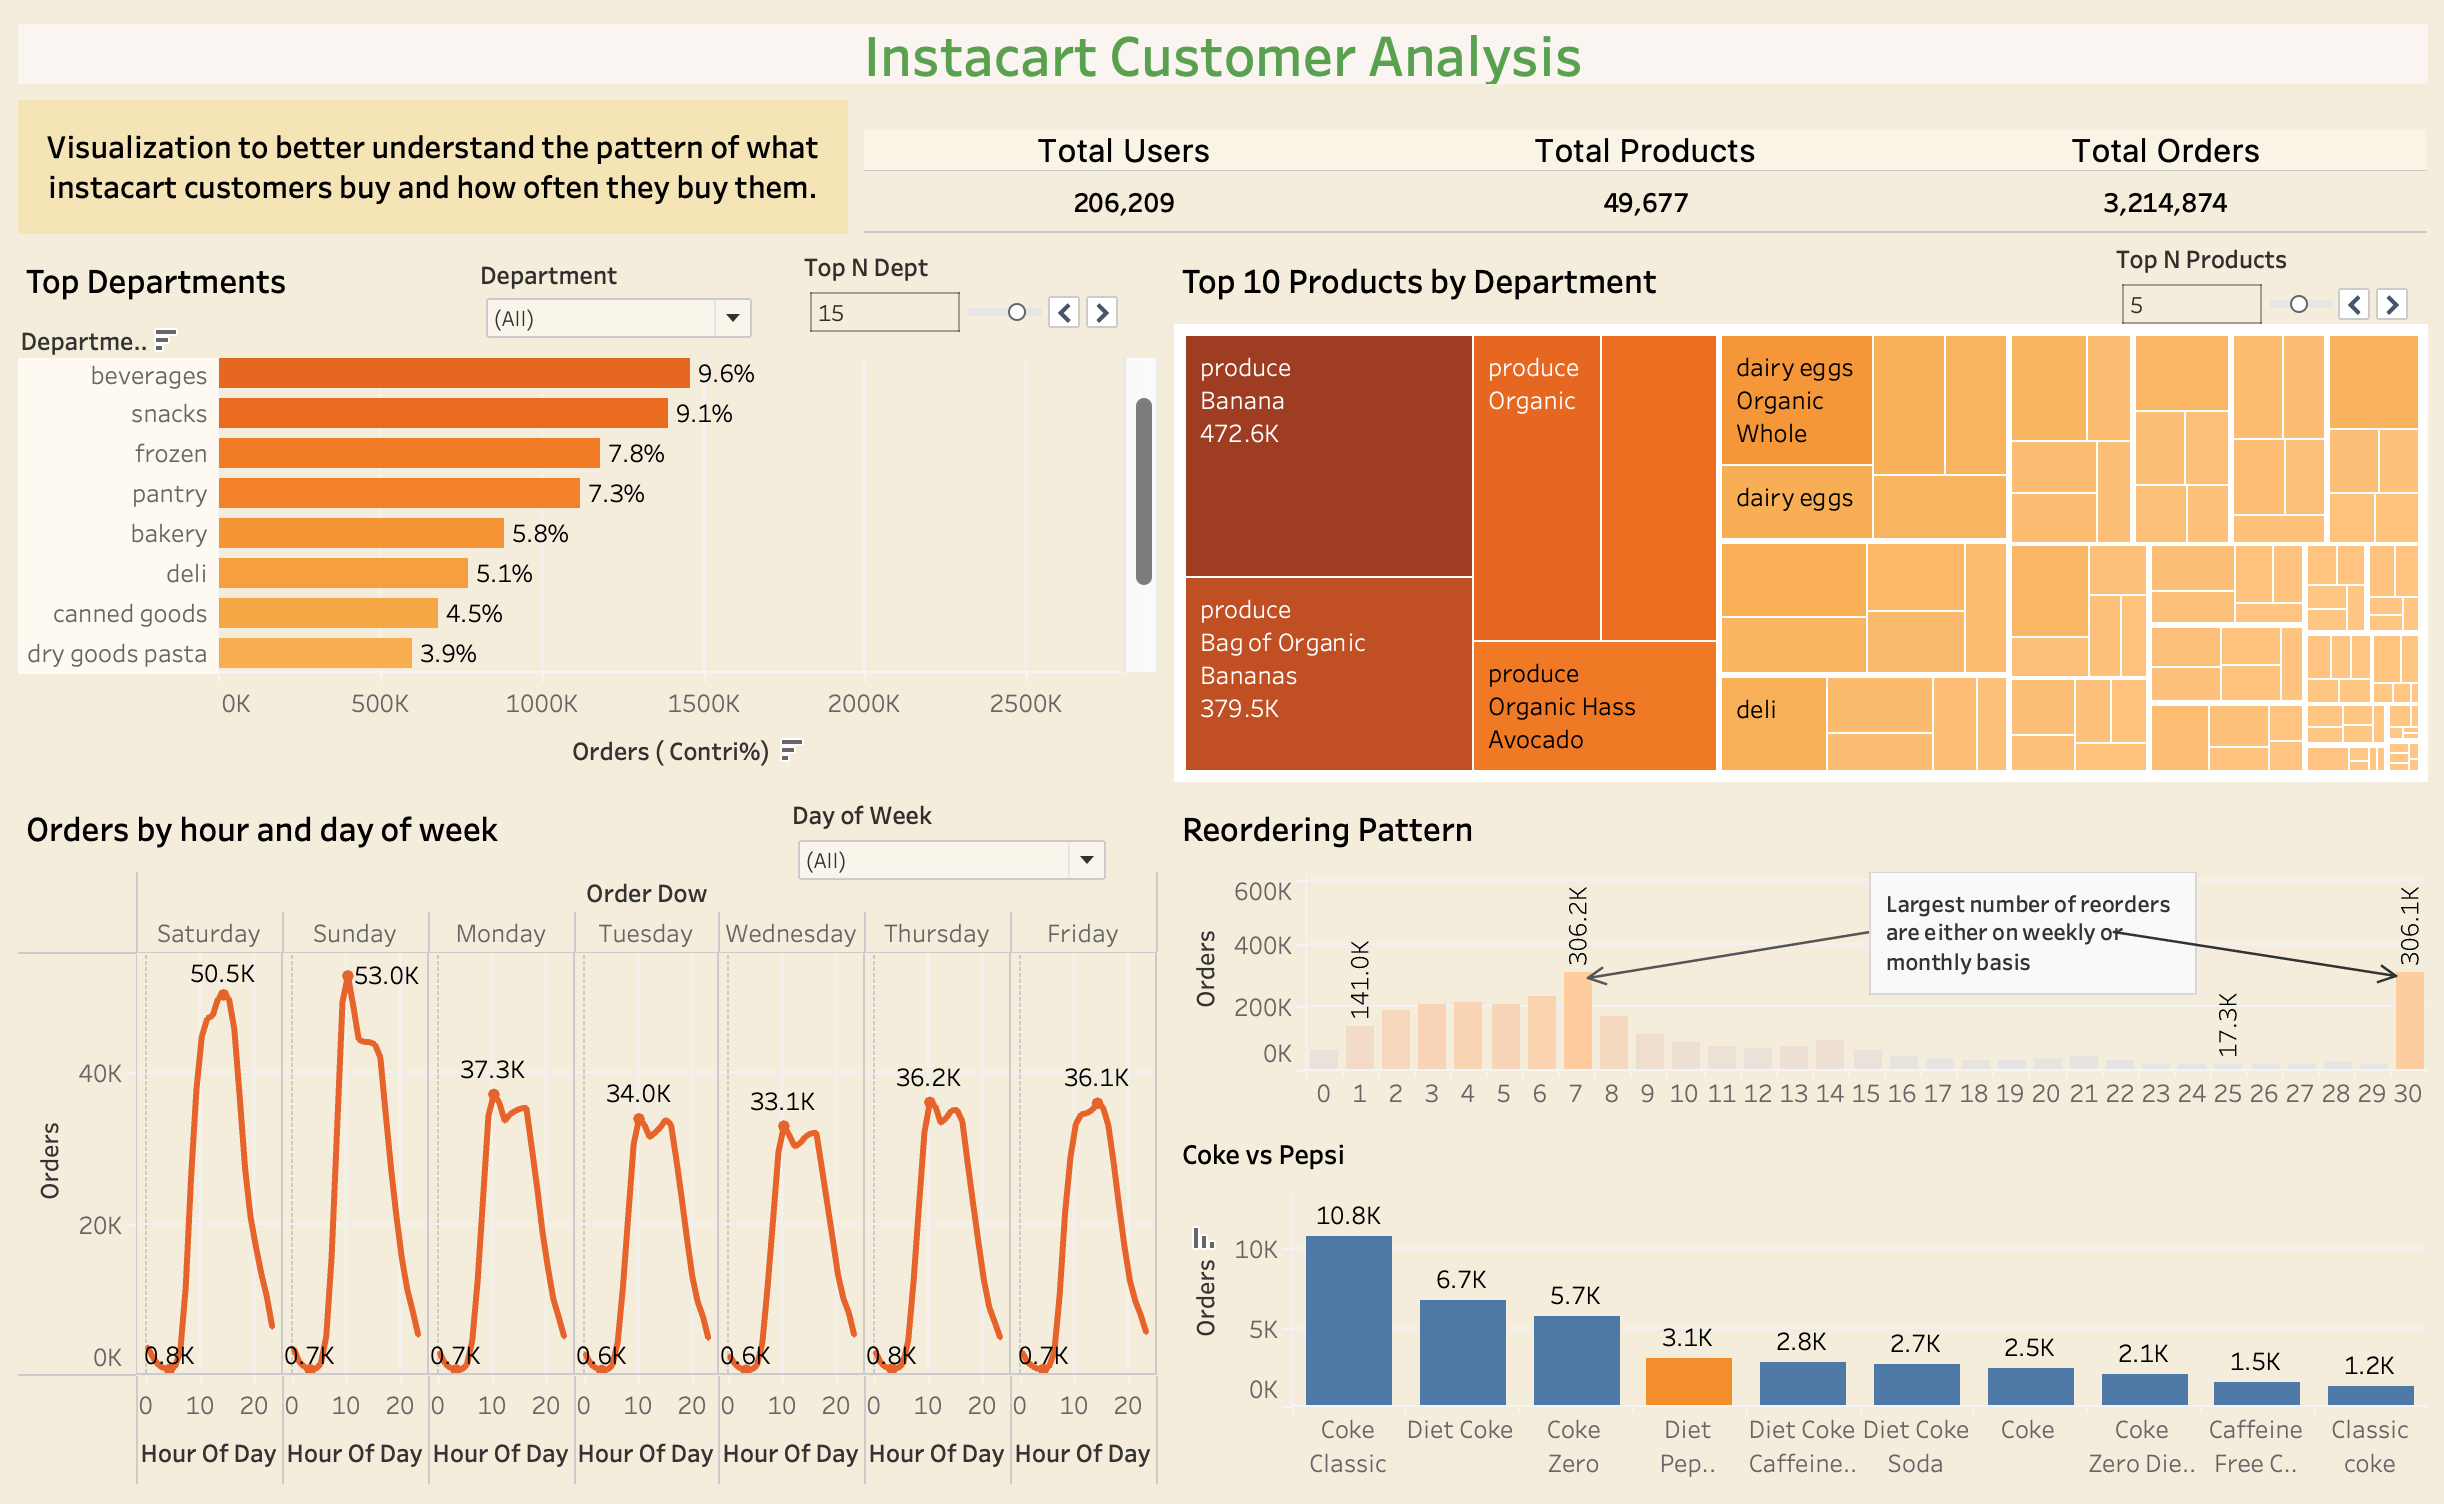 Instacart Customer Analysis
Visualization to better understand the pattern of what
instacart customers buy and how often they buy them.
Total Users
Total Products
Total Orders
206,209
49,677
3,214,874
Top Departments
Department
(All)
Top N Dept
15
Departme..
beverages
9.6%
snacks
9.1%
frozen
7.8%
pantry
7.3%
bakery
5.8%
deli
5.1%
canned goods
4.5%
dry goods pasta
3.9%
0K
500K
1000K
1500K
2000K
2500K
Orders ( Contri%)
Top 10 Products by Department
Top N Products
5
produce
Banana
472.6K
produce
Bag of Organic
Bananas
379.5K
produce
Organic
produce
Organic Hass
Avocado
dairy eggs
Organic
Whole
dairy eggs
deli
Orders by hour and day of week
Day of Week
(All)
Order Dow
Saturday
Sunday
Monday
Tuesday
Wednesday
Thursday
Friday
Orders
40K
20K
0K
50.5K
53.0K
37.3K
34.0K
33.1K
36.2K
36.1K
0.8K
0.7K
0.7K
0.6K
0.6K
0.8K
0.7K
0 10 20
0 10 20
0 10 20
0 10 20
0 10 20
0 10 20
0 10 20
Hour Of Day
Hour Of Day
Hour Of Day
Hour Of Day
Hour Of Day
Hour Of Day
Hour Of Day
Reordering Pattern
Orders
600K
400K
200K
0K
141.0K
306.2K
17.3K
306.1K
Largest number of reorders
are either on weekly or
monthly basis
0 1 2 3 4 5 6 7 8 9 10 11 12 13 14 15 16 17 18 19 20 21 22 23 24 25 26 27 28 29 30
Coke vs Pepsi
Orders
10K
5K
0K
10.8K
6.7K
5.7K
3.1K
2.8K
2.7K
2.5K
2.1K
1.5K
1.2K
Coke
Classic
Diet Coke
Coke
Zero
Diet
Pep..
Diet Coke
Caffeine..
Diet Coke
Soda
Coke
Coke
Zero Die..
Caffeine
Free C..
Classic
coke